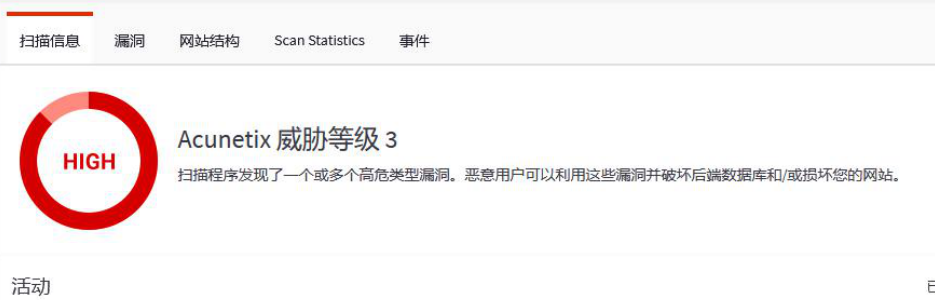 扫描信息 漏洞 网站结构 Scan Statistics 事件
HIGH
Acunetix 威胁等级 3
扫描程序发现了一个或多个高危类型漏洞。恶意用户可以利用这些漏洞并破坏后端数据库和/或损坏您的网站。
活动